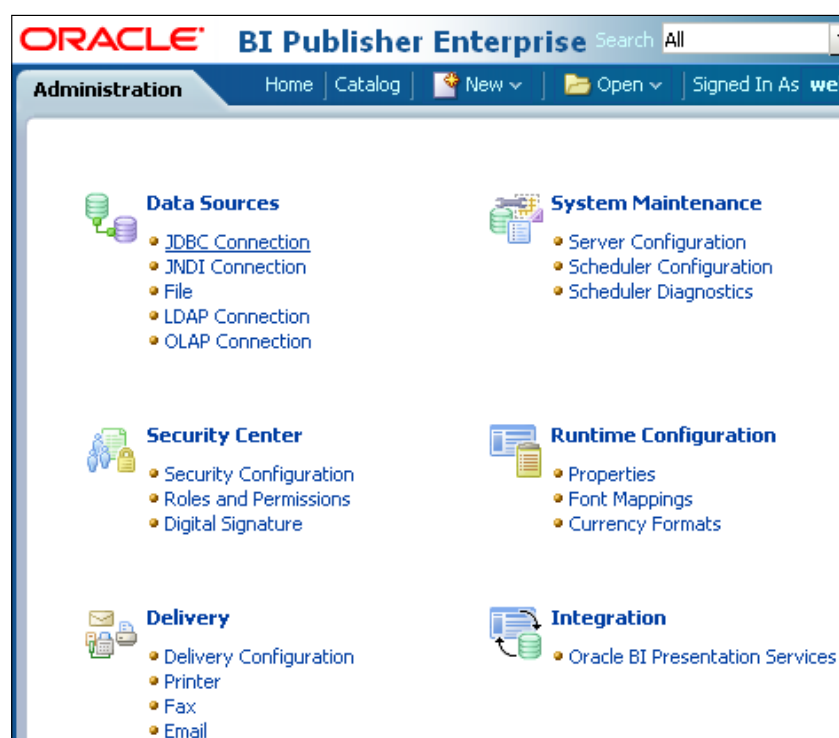 ORACLE BI Publisher Enterprise Search All
Administration Home Catalog New Open Signed In As we
Data Sources
JDBC Connection
JNDI Connection
File
LDAP Connection
OLAP Connection
System Maintenance
Server Configuration
Scheduler Configuration
Scheduler Diagnostics
Security Center
Security Configuration
Roles and Permissions
Digital Signature
Runtime Configuration
Properties
Font Mappings
Currency Formats
Delivery
Delivery Configuration
Printer
Fax
Email
Integration
Oracle BI Presentation Services